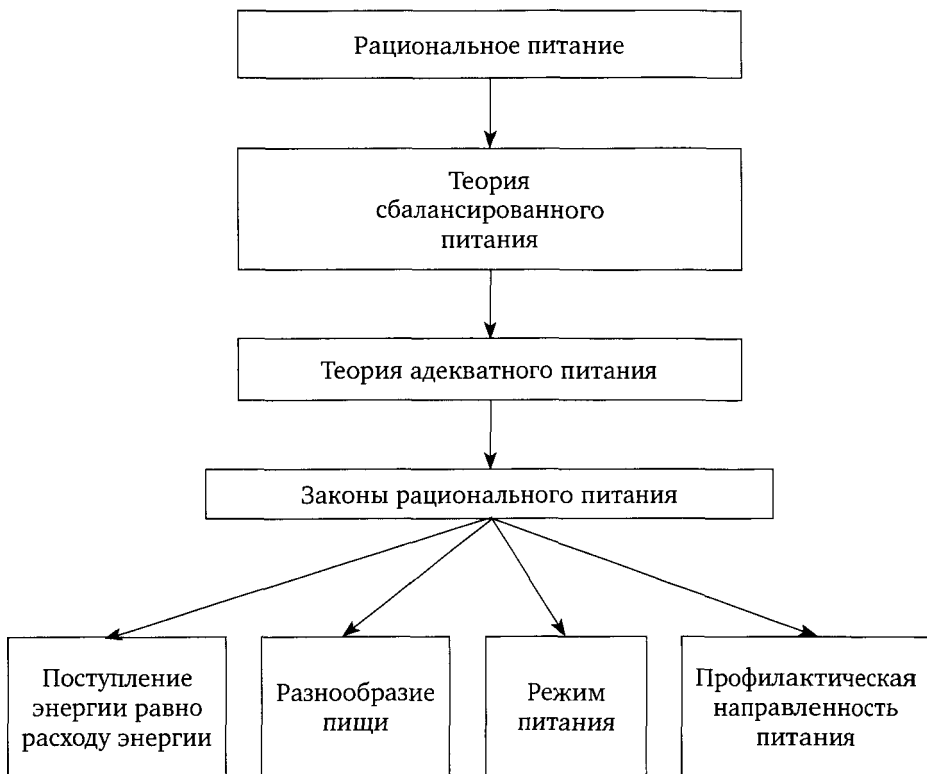 Рациональное питание
Теория
сбалансированного
питания
Теория адекватного питания
Законы рационального питания
Поступление
энергии равно
расходу энергии
Разнообразие
пищи
Режим
питания
Профилактическая
направленность
питания